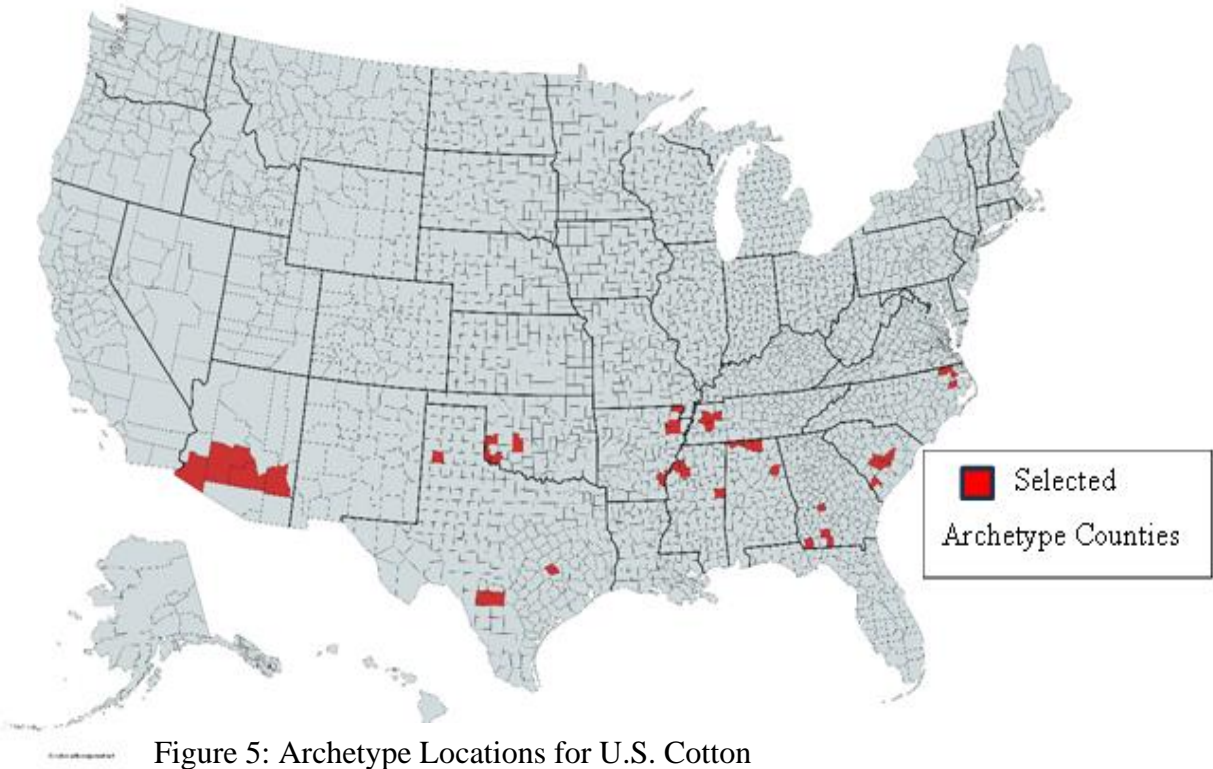 Selected
Archetype Counties
Figure 5: Archetype Locations for U.S. Cotton